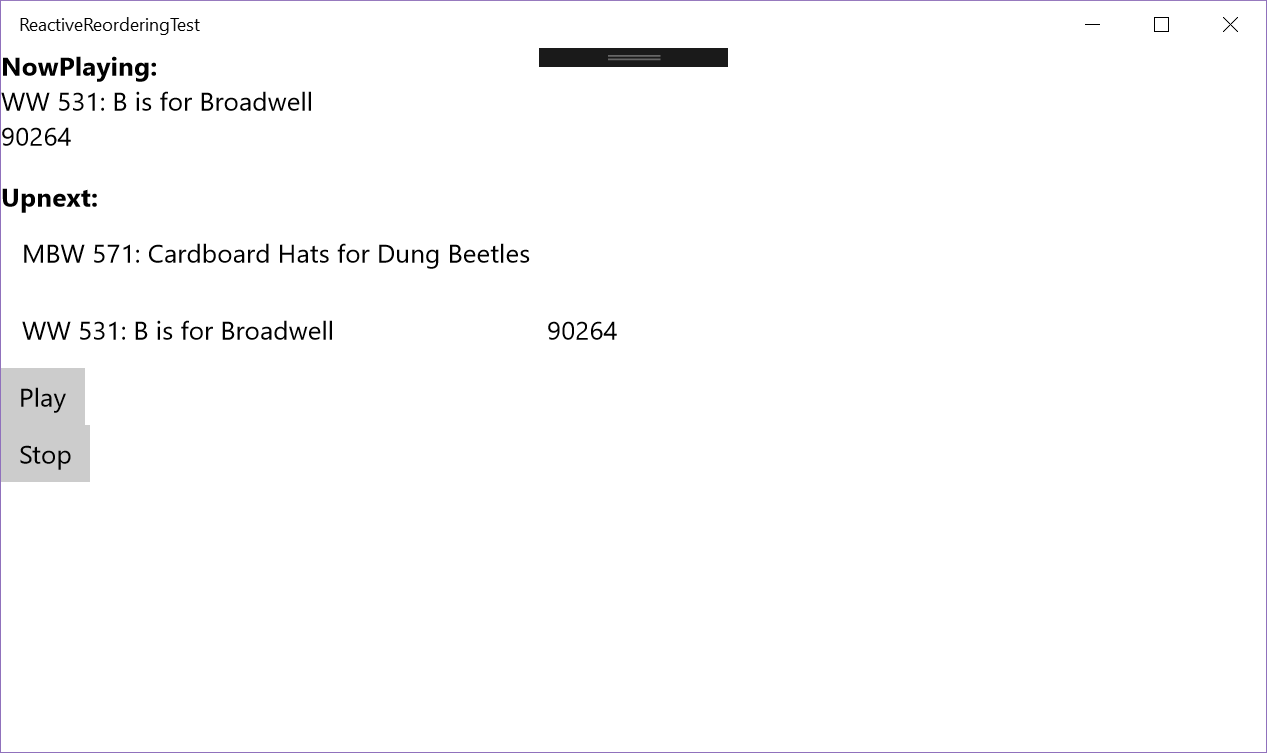 ReactiveReorderingTest
NowPlaying:
WW 531: B is for Broadwell
90264
Upnext:
MBW 571: Cardboard Hats for Dung Beetles
WW 531: B is for Broadwell 90264
Play
Stop